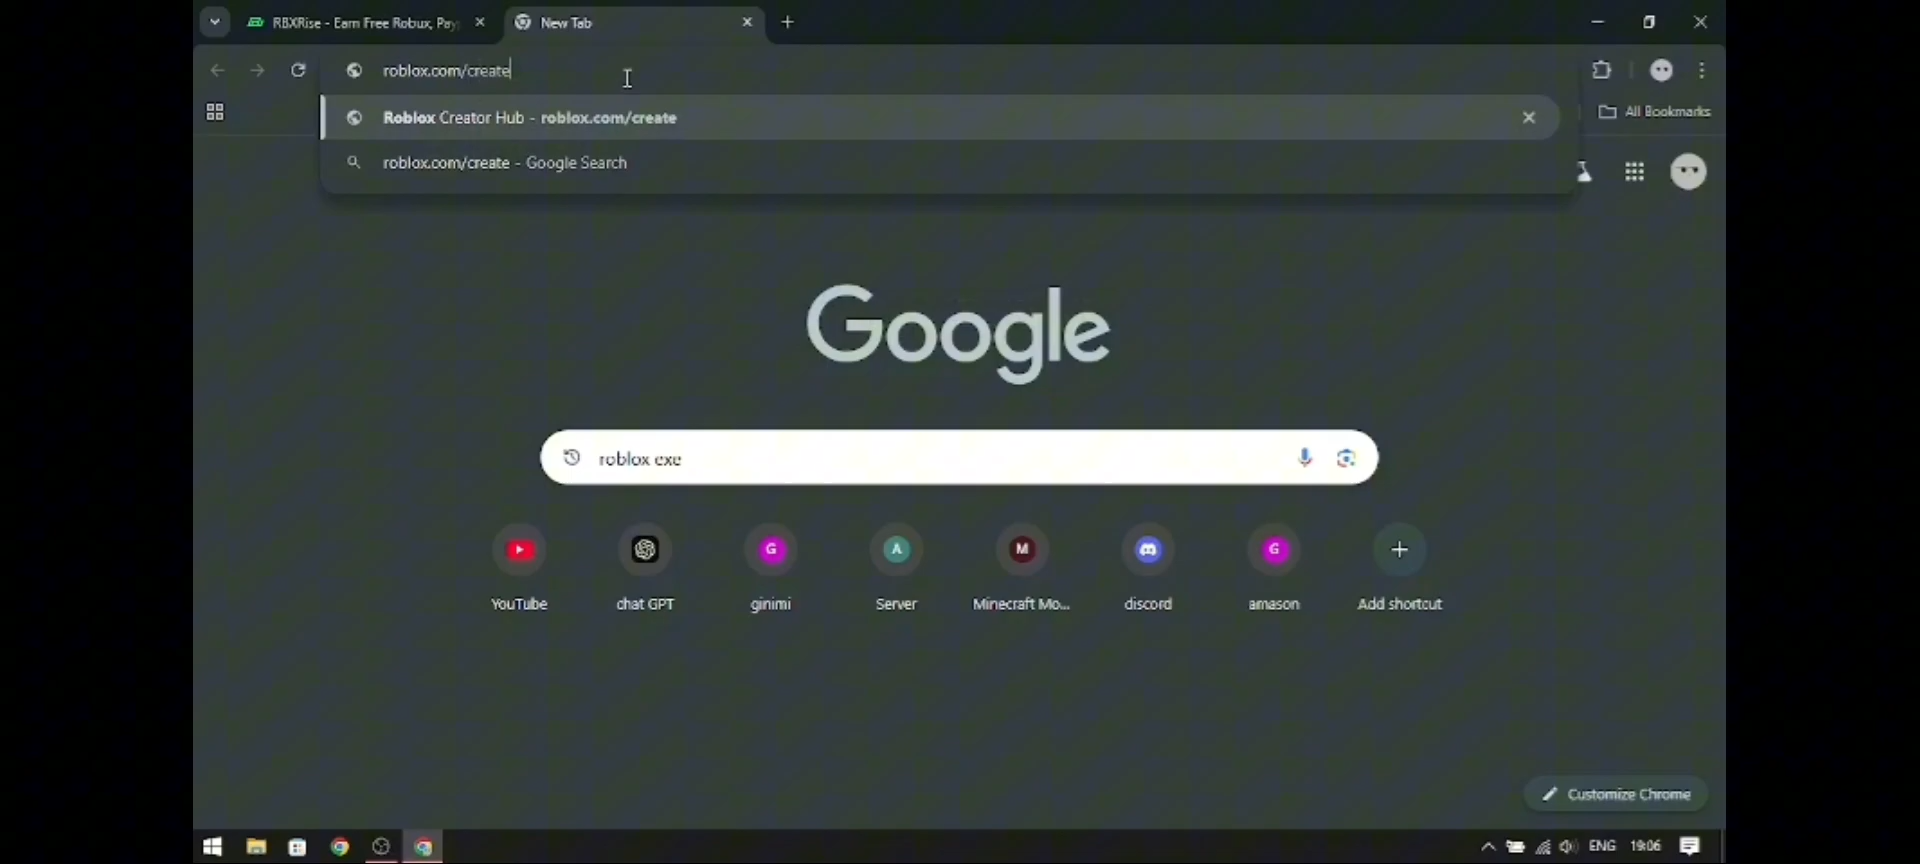 RBXRise - Earn Free Robux, Pay
New Tab
roblox.com/create
Roblox Creator Hub - roblox.com/create
All Bookmarks
roblox.com/create - Google Search
Google
roblox exe
YouTube
chat GPT
G
ginimi
A
Server
M
Minecraft Mo...
discord
G
amason
Add shortcut
Customize Chrome
ENG
19:06